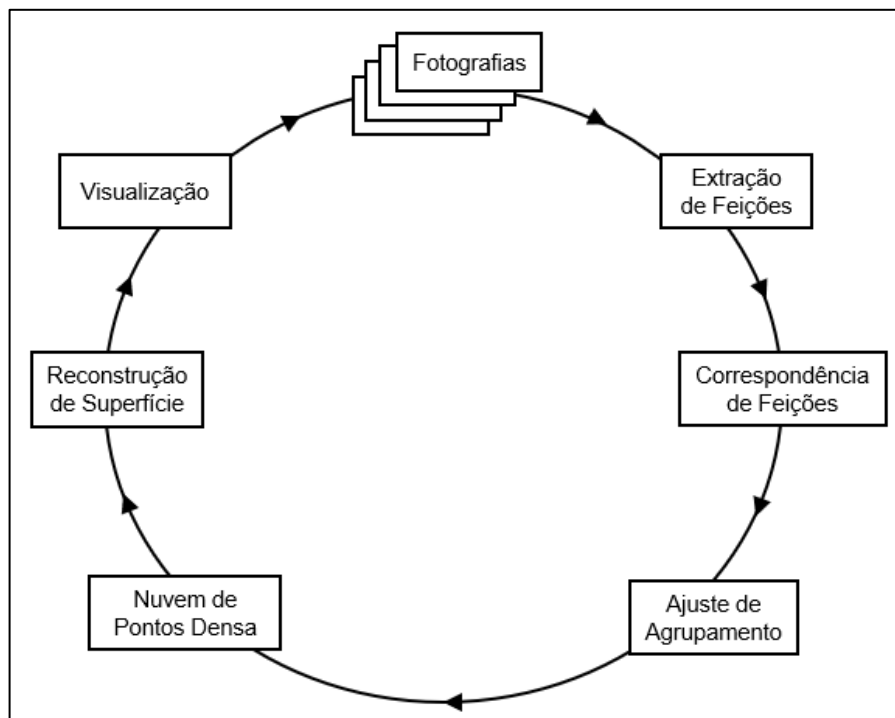 Fotografias
Extração
de Feições
Correspondência
de Feições
Ajuste de
Agrupamento
Nuvem de
Pontos Densa
Reconstrução
de Superfície
Visualização